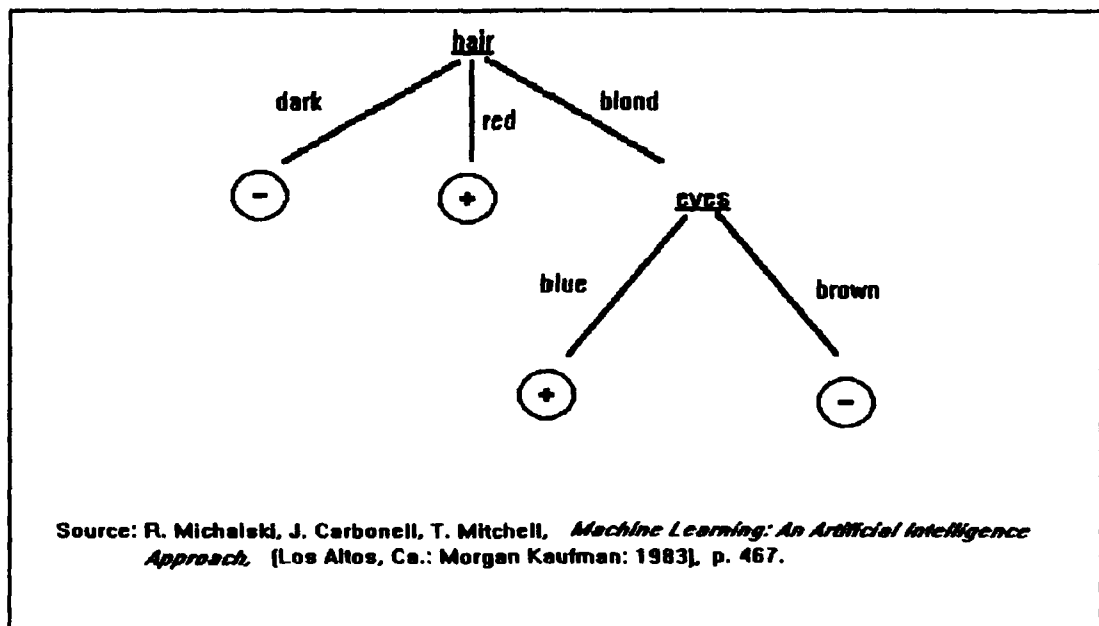 hair
dark
red
blond
-
+
eyes
blue
brown
+
-
Source: R. Michalski, J. Carbonell, T. Mitchell, Machine Learning: An Artificial Intelligence
Approach, [Los Altos, Ca.: Morgan Kaufman: 1983], p. 467.